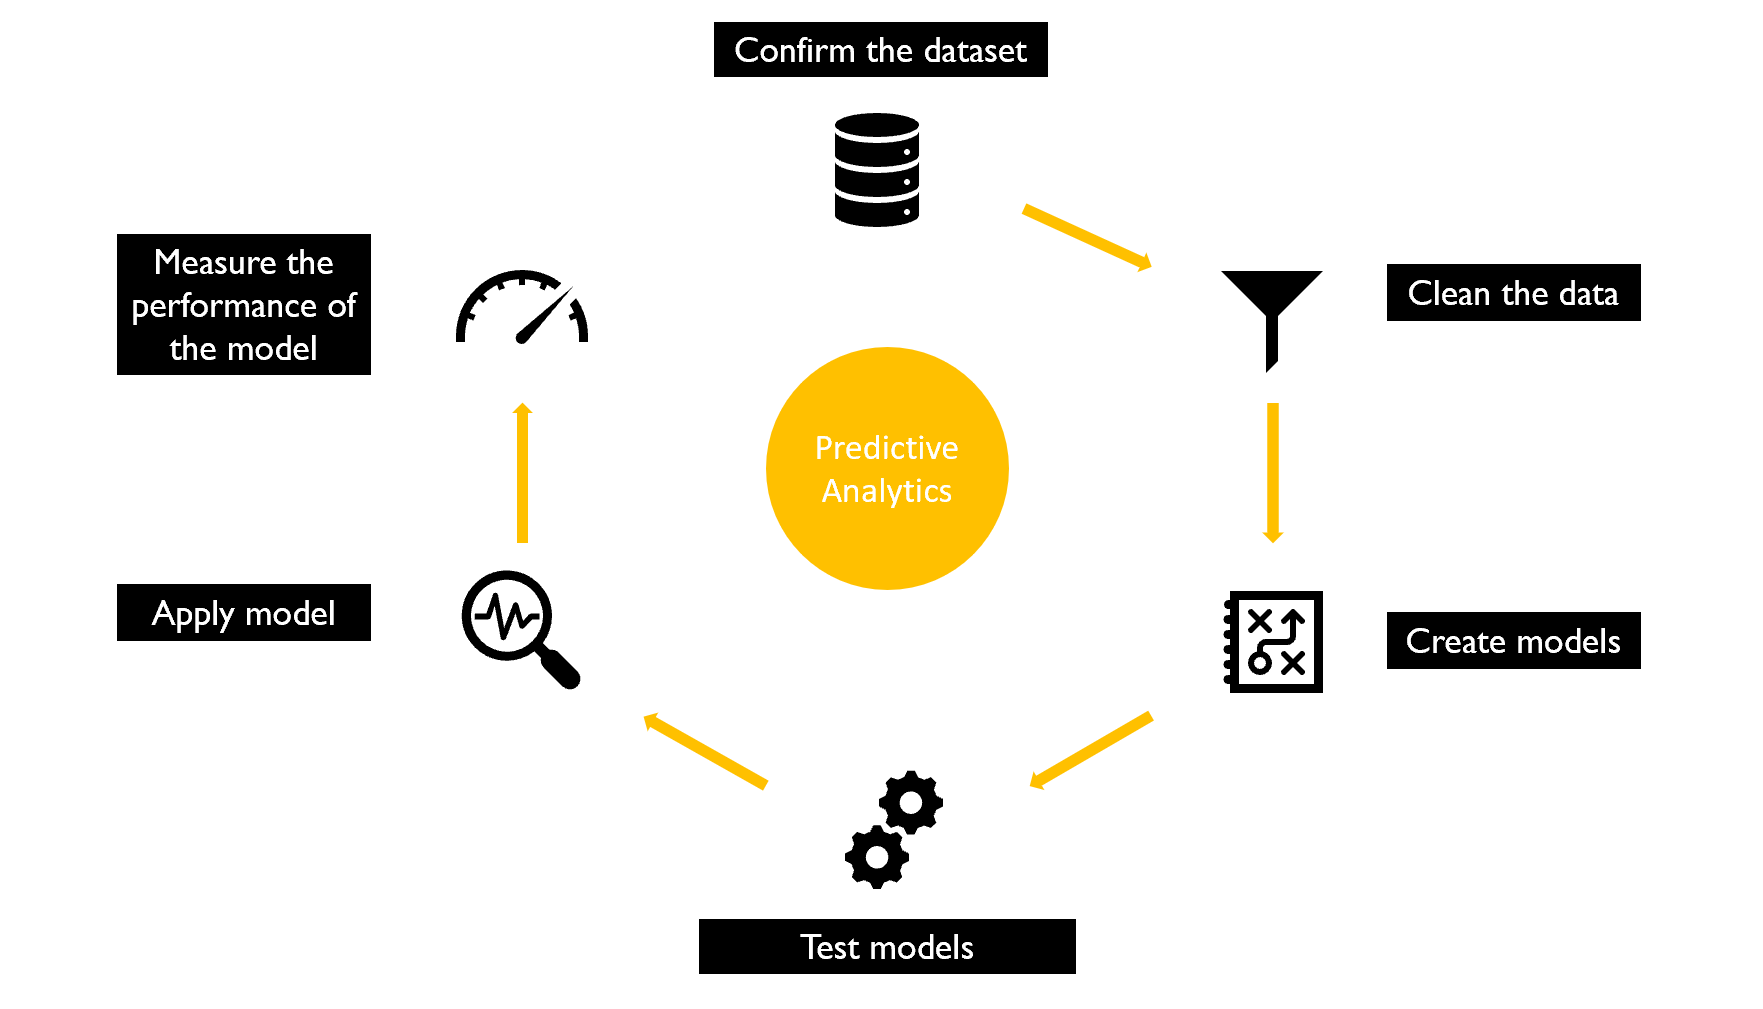 Confirm the dataset
Clean the data
Create models
Test models
Apply model
Measure the
performance of
the model
Predictive
Analytics